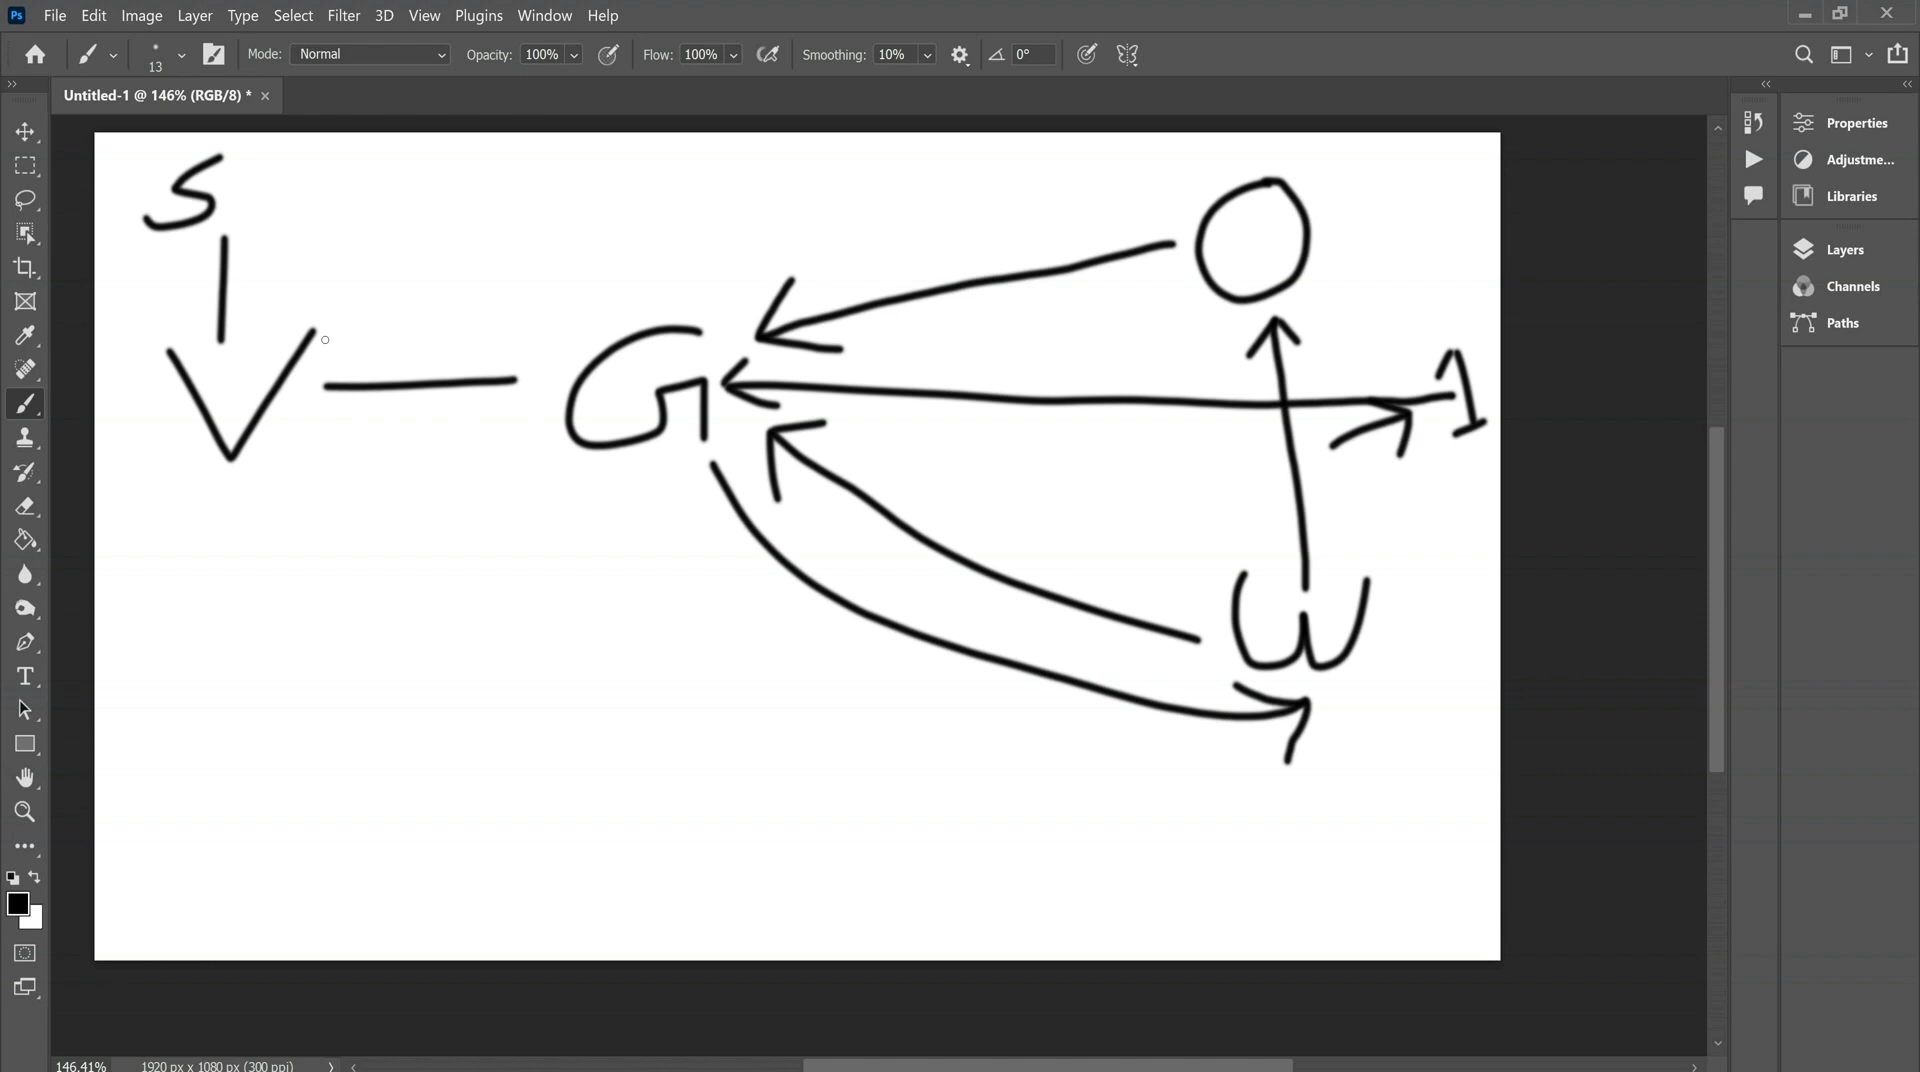 Ps File Edit Image Layer Type Select Filter 3D View Plugins Window Help
13 Mode: Normal Opacity: 100% Flow: 100% Smoothing: 10% 0°
Untitled-1 @ 146% (RGB/8) *
Properties
Adjustme...
Libraries
Layers
Channels
Paths
S
O
V
G
1
W
T
146.41% 1920 px x 1080 px (300 ppi)